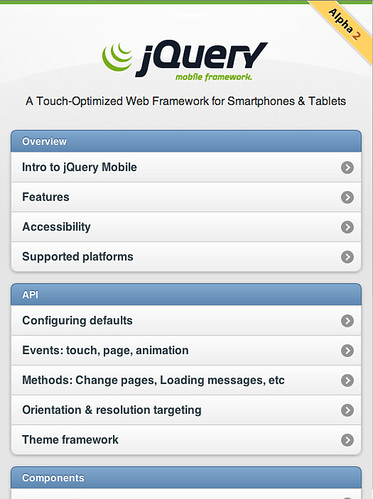 Alpha 2
jQuery
mobile framework.
A Touch-Optimized Web Framework for Smartphones & Tablets
Overview
Intro to jQuery Mobile
Features
Accessibility
Supported platforms
API
Configuring defaults
Events: touch, page, animation
Methods: Change pages, Loading messages, etc
Orientation & resolution targeting
Theme framework
Components